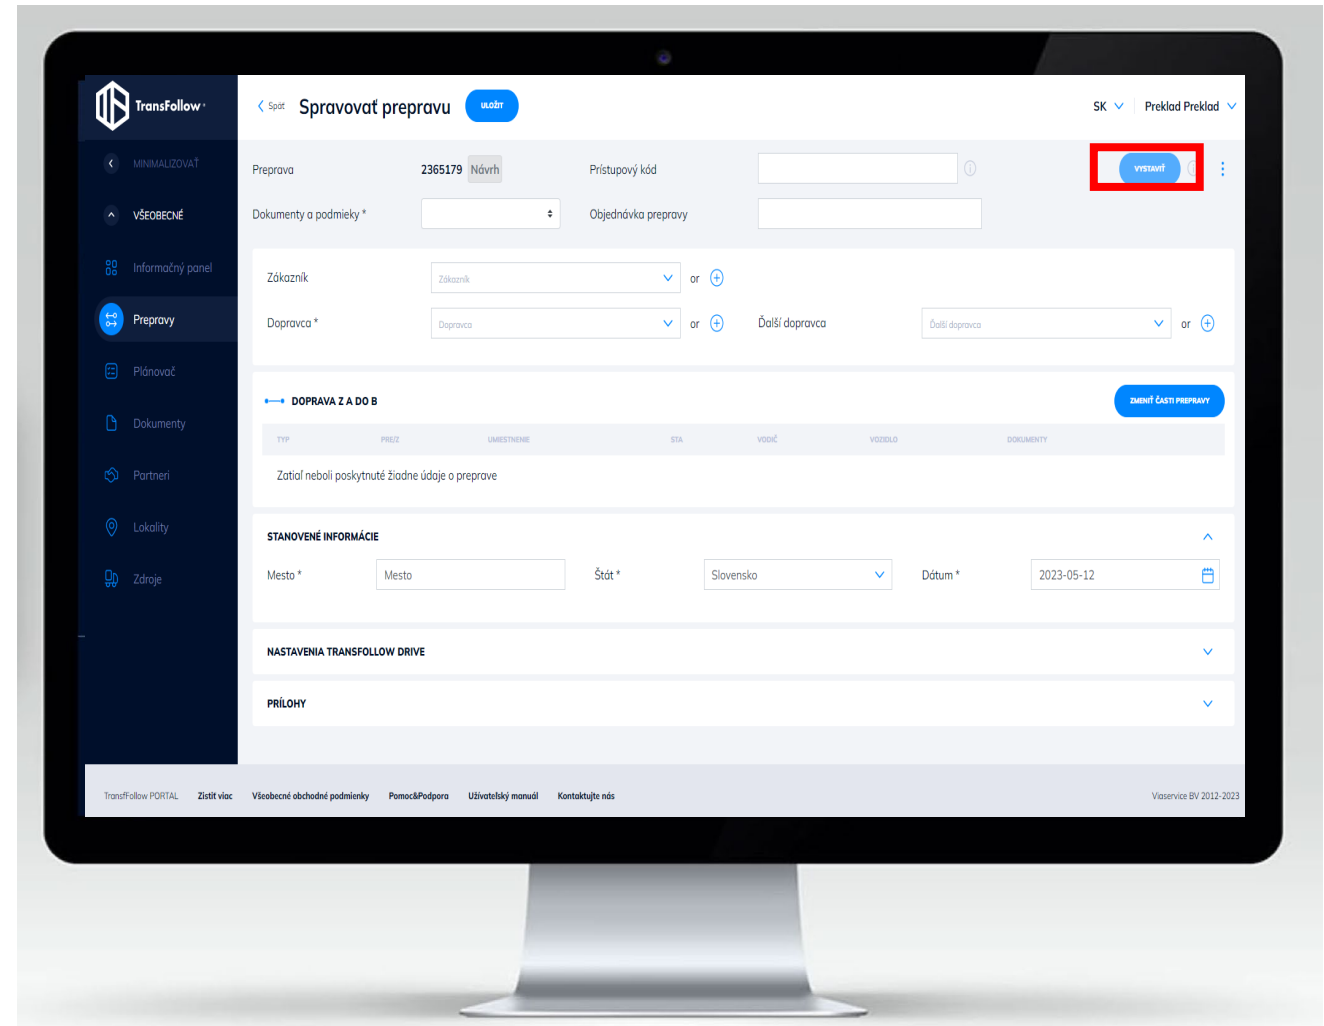 TransFollow
Spät Spravovať prepravu ULOŽIŤ SK Preklad Preklad
MINIMALIZOVAŤ
VŠEOBECNÉ
Informačný panel
Prepravy
Plánovač
Dokumenty
Partneri
Lokality
Zdroje
Preprava 2365179 Návrh Prístupový kód VYSTAVIŤ
Dokumenty a podmieky * Objednávka prepravy
Zákazník Zákazník or
Dopravca * Dopravca or Ďalší dopravca Ďalší dopravca or
DOPRAVA Z A DO B ZMENIŤ ČASTI PREPRAVY
TYP PRE/Z UMIESTNENIE STA VODIČ VOZIDLO DOKUMENTY
Zatiaľ neboli poskytnuté žiadne údaje o preprave
STANOVENÉ INFORMÁCIE
Mesto * Mesto Štát * Slovensko Dátum * 2023-05-12
NASTAVENIA TRANSFOLLOW DRIVE
PRÍLOHY
TransfFollow PORTAL Zistit viac Všeobecné obchodné podmienky Pomoc&Podpora Užívatelský manuál Kontaktujte nás Viaservice BV 2012-2023